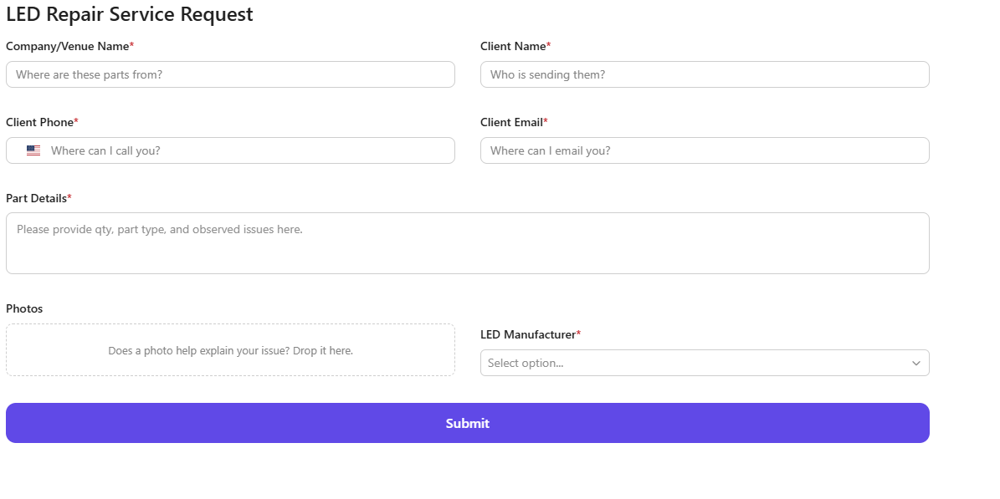 LED Repair Service Request
Company/Venue Name*
Client Name*
Where are these parts from?
Who is sending them?
Client Phone*
Client Email*
Where can I call you?
Where can I email you?
Part Details*
Please provide qty, part type, and observed issues here.
Photos
Does a photo help explain your issue? Drop it here.
LED Manufacturer*
Select option...
Submit